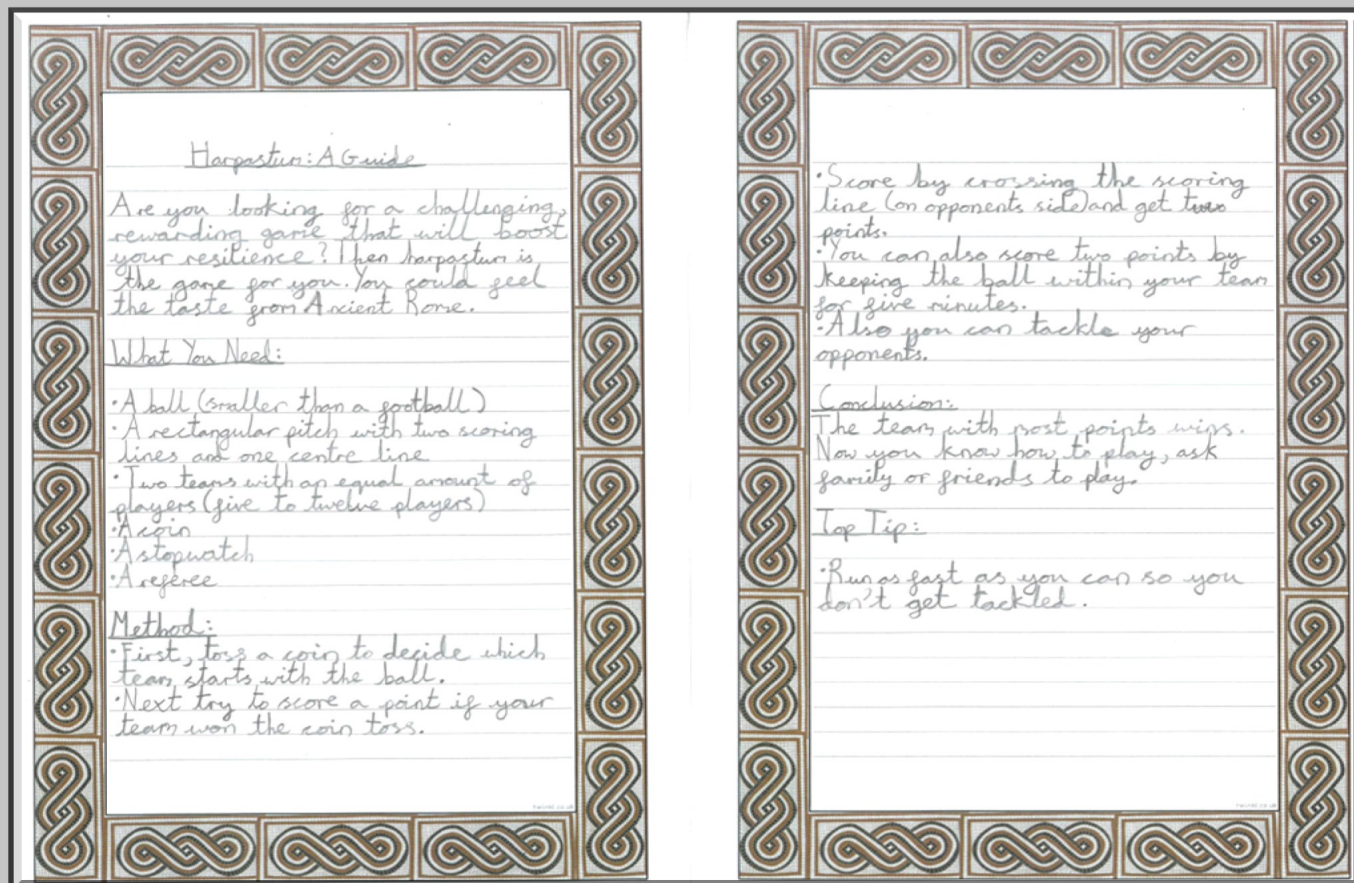 Harpastum: A Guide
Are you looking for a challenging,
rewarding game that will boost
your resilience? Then harpastum is
the game for you. You could feel
the taste from Ancient Rome.
What You Need:
•A ball (smaller than a football)
•A rectangular pitch with two scoring
lines and one centre line
•Two teams with an equal amount of
players (five to twelve players)
•A coin
•A stopwatch
•A referee
Method:
•First, toss a coin to decide which
team starts with the ball.
•Next try to score a point if your
team won the coin toss.
twinkl.co.uk
•Score by crossing the scoring
line (on opponents side) and get two
points.
•You can also score two points by
keeping the ball within your team
for five minutes.
•Also you can tackle your
opponents.
Conclusion:
The team with most points wins.
Now you know how to play, ask
family or friends to play.
Top Tip:
•Run as fast as you can so you
don't get tackled.
twinkl.co.uk